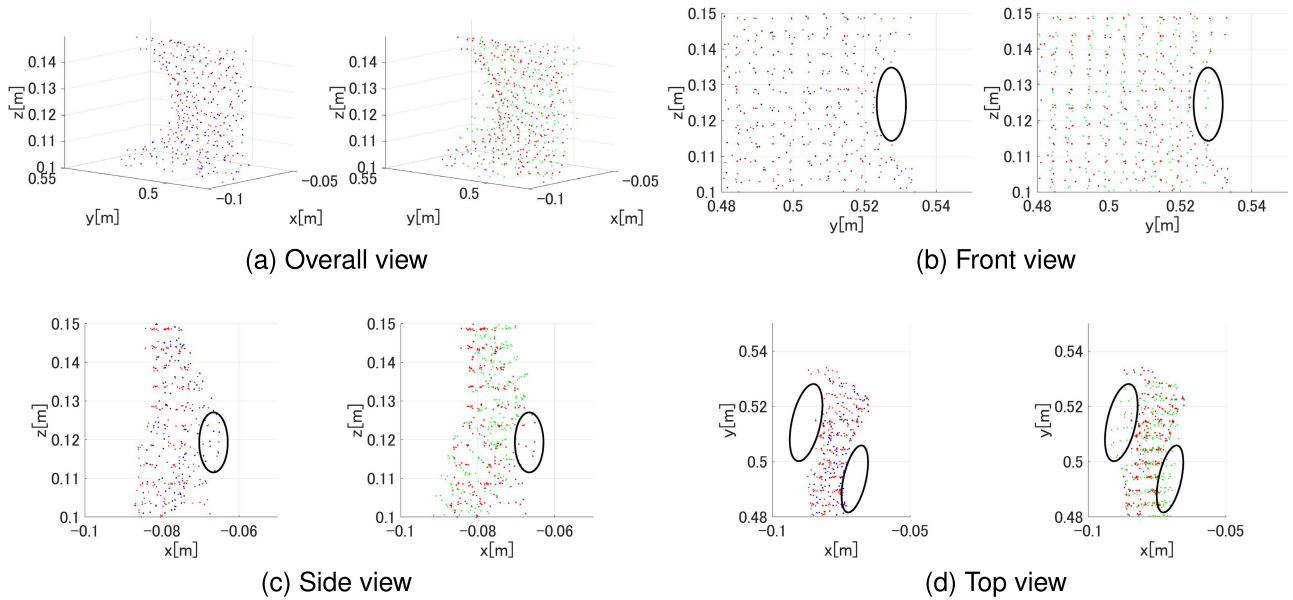 0.14
0.13
0.12
0.11
0.1
z[m]
0.55
0.5
y[m]
−0.1
−0.05
x[m]
0.14
0.13
0.12
0.11
0.1
z[m]
0.55
0.5
y[m]
−0.1
−0.05
x[m]
(a) Overall view
0.15
0.14
0.13
0.12
0.11
0.1
z[m]
0.48 0.5 0.52 0.54
y[m]
0.15
0.14
0.13
0.12
0.11
0.1
z[m]
0.48 0.5 0.52 0.54
y[m]
(b) Front view
0.15
0.14
0.13
0.12
0.11
0.1
z[m]
−0.1 −0.08 −0.06
x[m]
0.15
0.14
0.13
0.12
0.11
0.1
z[m]
−0.1 −0.08 −0.06
x[m]
(c) Side view
0.54
0.52
0.5
0.48
y[m]
−0.1 −0.05
x[m]
0.54
0.52
0.5
0.48
y[m]
−0.1 −0.05
x[m]
(d) Top view